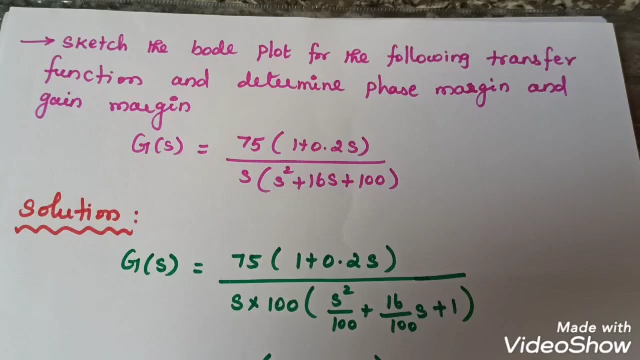 → sketch the bode plot for the following transfer
function and determine phase margin and
gain margin
G(s) = 75(1+0.2s) / s(s²+16s+100)
Solution:
G(s) = 75(1+0.2s) / s×100(s²/100 + 16/100 s+1)
Made with
VideoShow